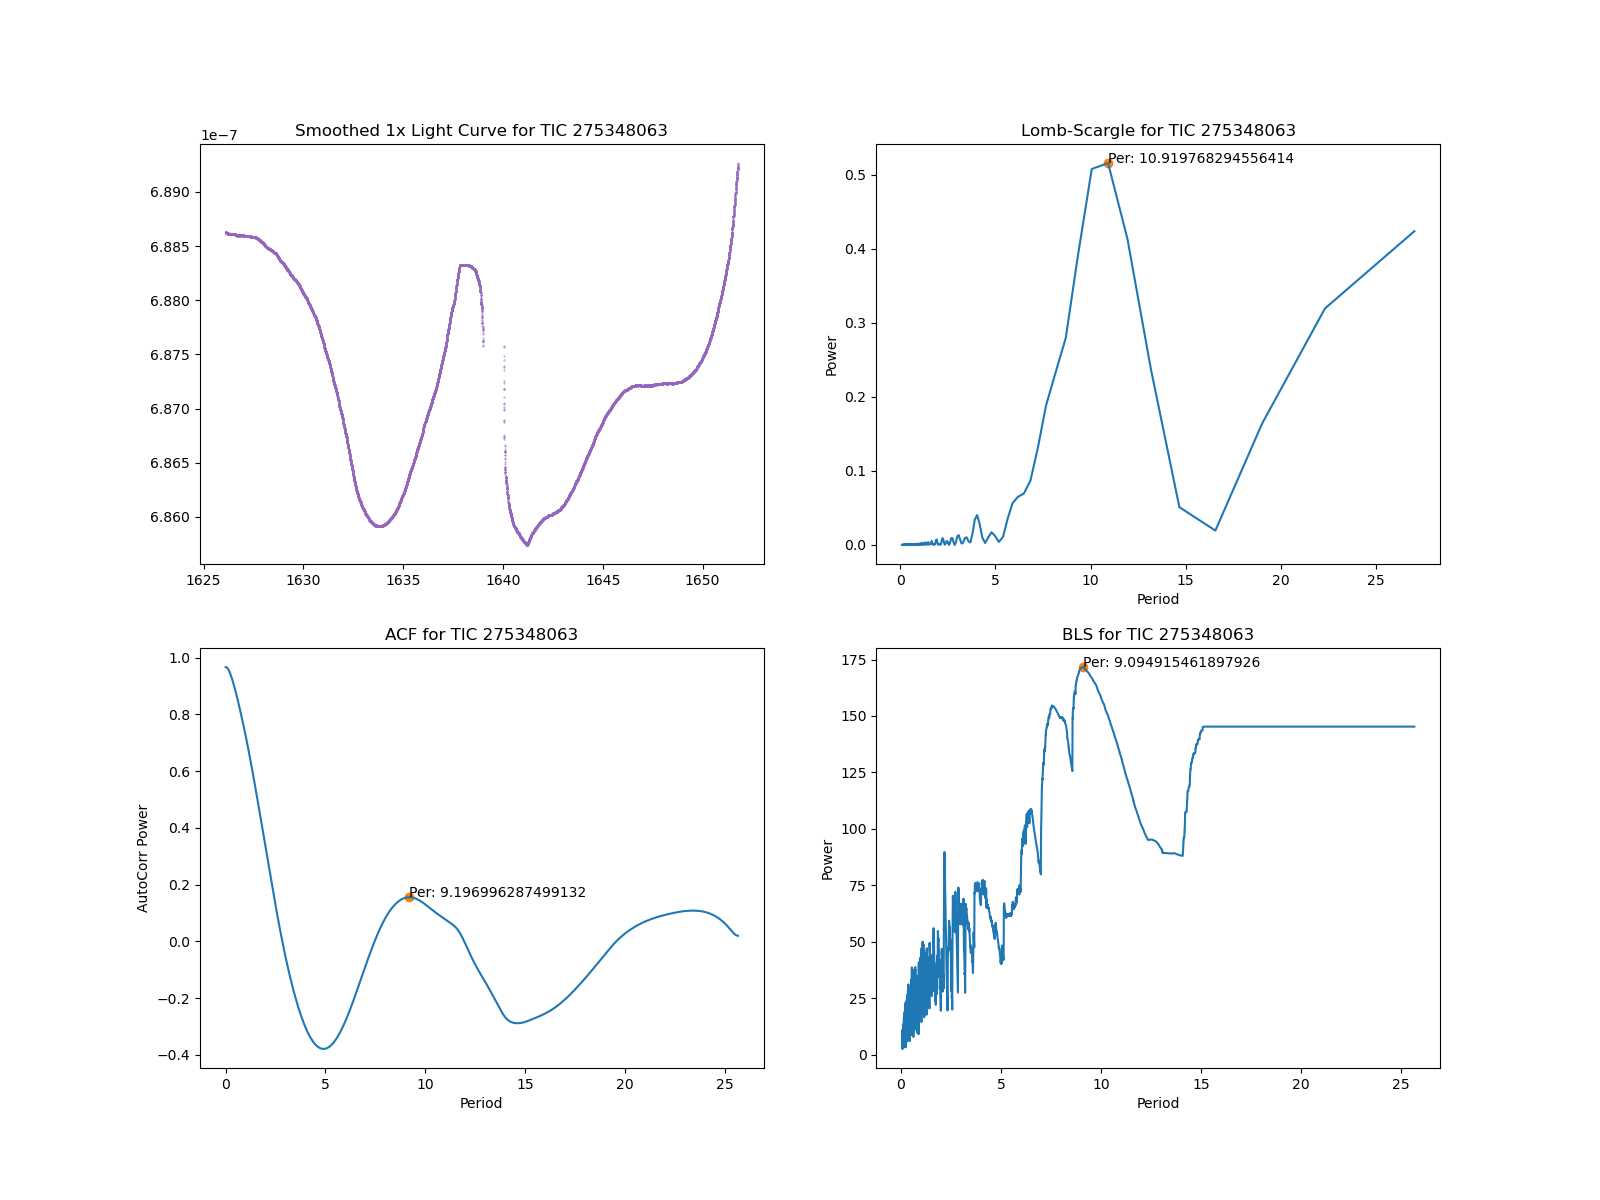 Smoothed 1x Light Curve for TIC 275348063
1e−7
6.890
6.885
6.880
6.875
6.870
6.865
6.860
1625 1630 1635 1640 1645 1650
Lomb-Scargle for TIC 275348063
Per: 10.919768294556414
Power
0.5
0.4
0.3
0.2
0.1
0.0
0 5 10 15 20 25
Period
ACF for TIC 275348063
Per: 9.196996287499132
AutoCorr Power
1.0
0.8
0.6
0.4
0.2
0.0
−0.2
−0.4
0 5 10 15 20 25
Period
BLS for TIC 275348063
Per: 9.094915461897926
Power
175
150
125
100
75
50
25
0
0 5 10 15 20 25
Period